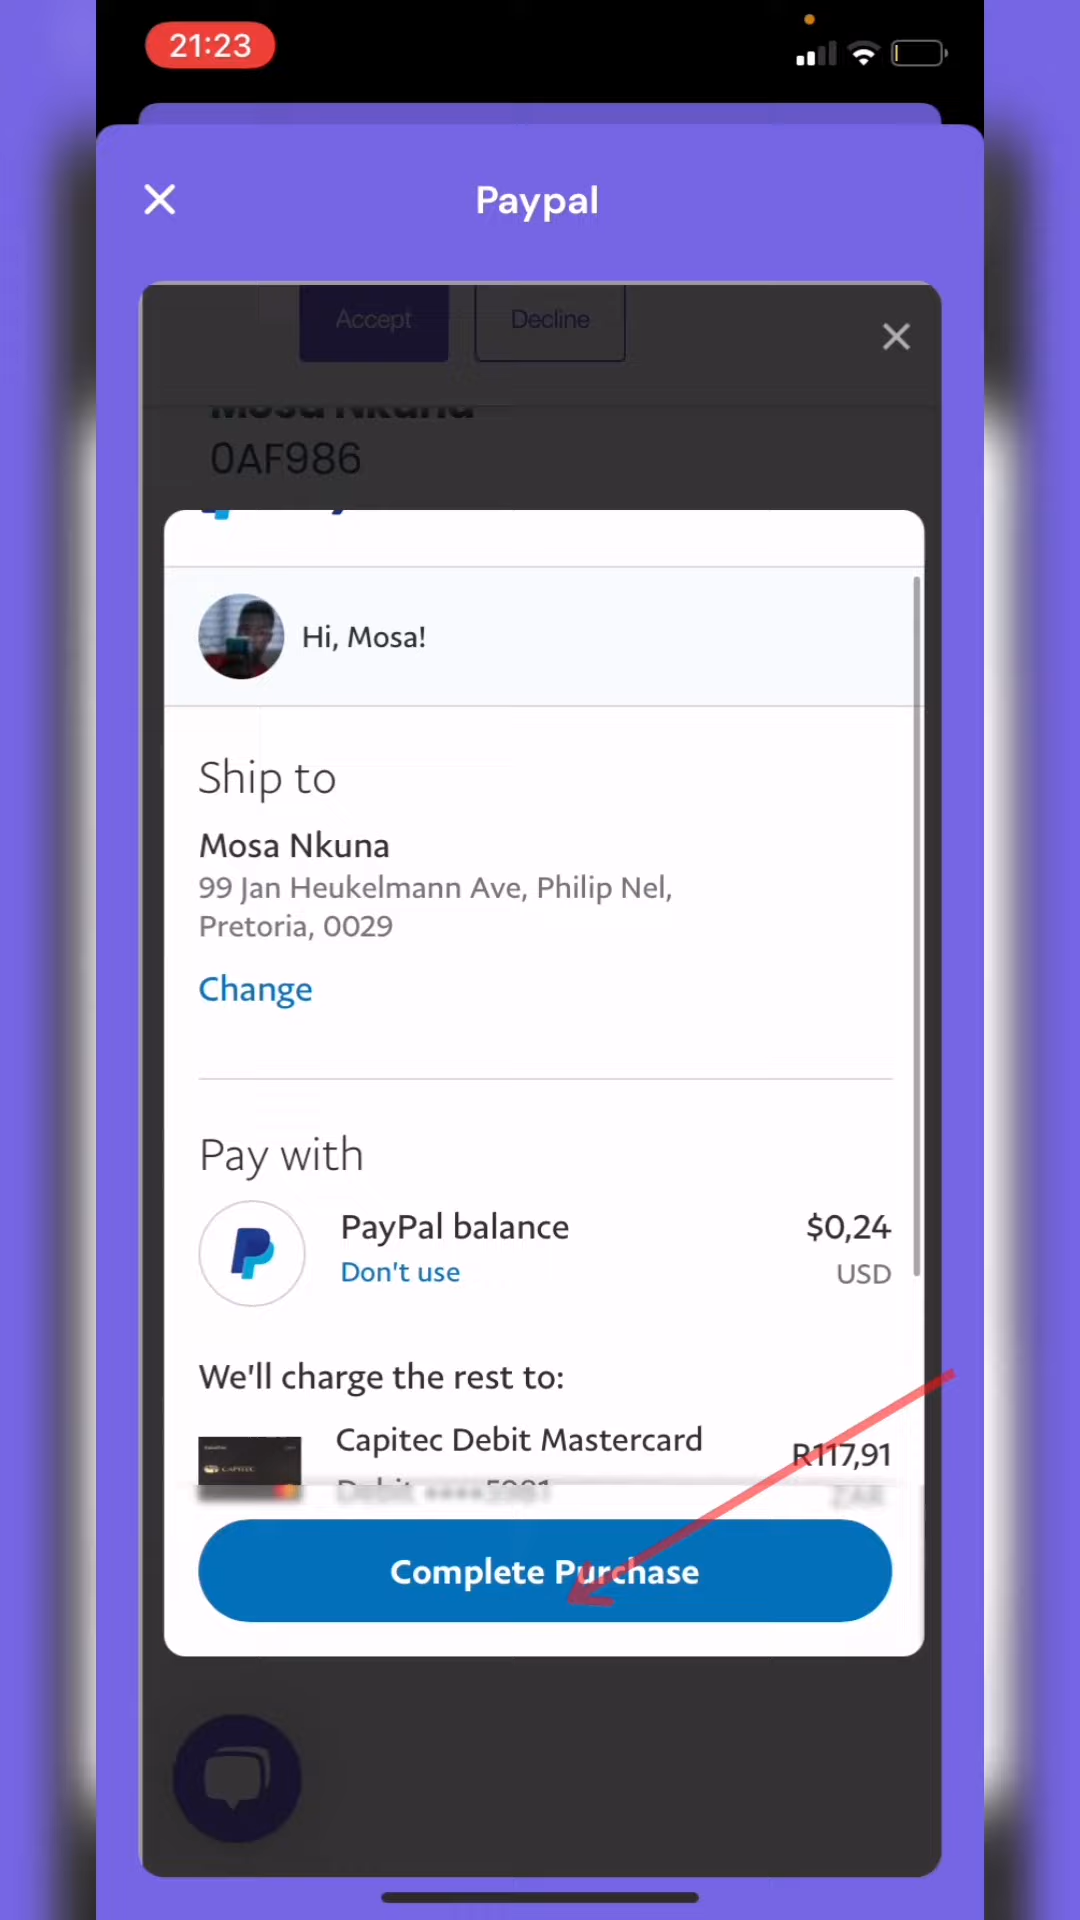 21:23
Paypal
Accept
Decline
Mosa Nkuna
0AF986
Hi, Mosa!
Ship to
Mosa Nkuna
99 Jan Heukelmann Ave, Philip Nel,
Pretoria, 0029
Change
Pay with
PayPal balance
$0,24
Don't use
USD
We'll charge the rest to:
Capitec Debit Mastercard
R117,91
CAPITEC
Debit ••••5981
ZAR
Complete Purchase